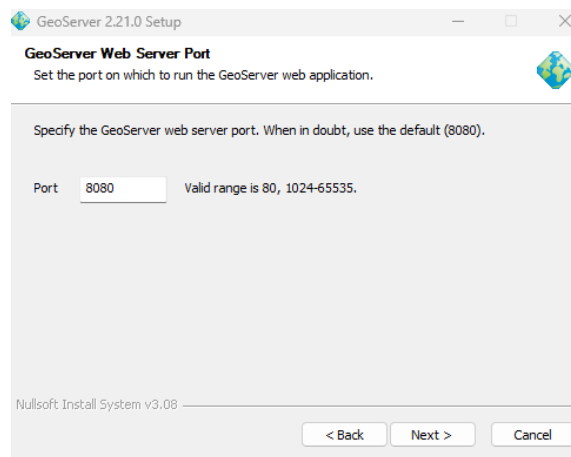 GeoServer 2.21.0 Setup
GeoServer Web Server Port
Set the port on which to run the GeoServer web application.
Specify the GeoServer web server port. When in doubt, use the default (8080).
Port 8080 Valid range is 80, 1024-65535.
Nullsoft Install System v3.08
< Back Next > Cancel